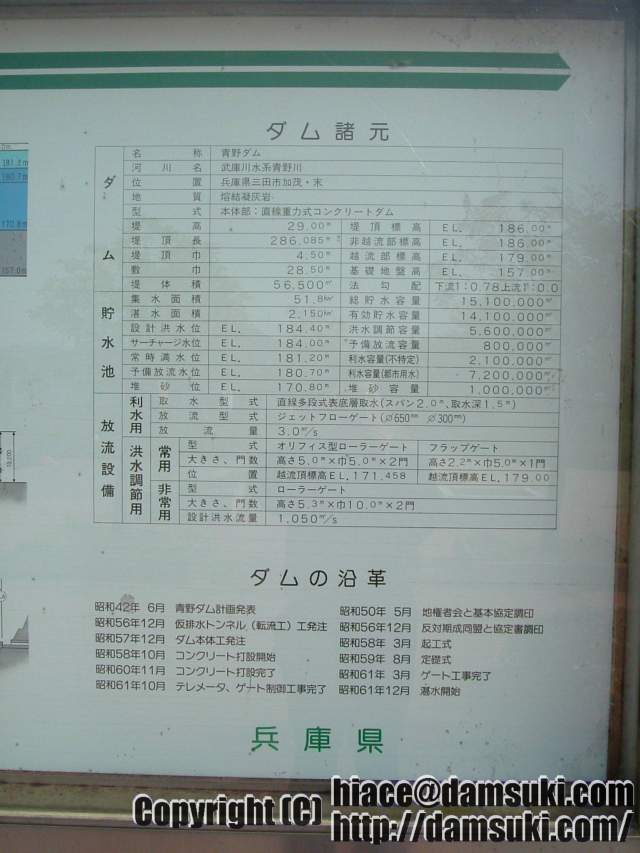 ダム諸元
ダム
名称 青野ダム
河川名 武庫川水系青野川
位置 兵庫県三田市加茂・末
地質 熔結凝灰岩
型式 本体部：直線重力式コンクリートダム
堤高 29.00m 堤頂標高 EL. 186.00m
堤頂長 286.085m 非越流部標高 EL. 186.00m
堤頂巾 4.50m 越流部標高 EL. 179.00m
敷巾 28.50m 基礎地盤高 EL. 157.00m
堤体積 56,500m³ 法勾配 下流1:0.78上流1:0.0
貯水池
集水面積 51.8km² 総貯水容量 15,100,000m³
湛水面積 2.150km² 有効貯水容量 14,100,000m³
設計洪水位 EL. 184.40m 洪水調節容量 5,600,000m³
サーチャージ水位 EL. 184.00m 予備放流容量 800,000m³
常時満水位 EL. 181.20m 利水容量(不特定) 2,100,000m³
予備放流水位 EL. 180.70m 利水容量(都市用水) 7,200,000m³
堆砂位 EL. 170.80m 堆砂容量 1,000,000m³
放流設備
利水用
取水型式 直線多段式表底層取水(スパン2.0m、取水深1.5m)
放流型式 ジェットフローゲート(∅650mm ∅300mm)
放流量 3.0m³/s
洪水調節用
常用
型式 オリフィス型ローラーゲート フラップゲート
大きさ、門数 高さ5.0m×巾5.0m×2門 高さ2.2m×巾5.0m×1門
位置 越流頂標高EL.171.458 越流頂標高EL.179.00
非常用
型式 ローラーゲート
大きさ、門数 高さ5.3m×巾10.0m×2門
設計洪水流量 1,050m³/s
ダムの沿革
昭和42年 6月 青野ダム計画発表
昭和56年12月 仮排水トンネル（転流工）工発注
昭和57年12月 ダム本体工発注
昭和58年10月 コンクリート打設開始
昭和60年11月 コンクリート打設完了
昭和61年10月 テレメータ、ゲート制御工事完了
昭和50年 5月 地権者会と基本協定調印
昭和56年12月 反対期成同盟と協定書調印
昭和58年 3月 起工式
昭和59年 8月 定礎式
昭和61年 3月 ゲート工事完了
昭和61年12月 湛水開始
兵庫県
Copyright (C) hiace@damsuki.com
http://damsuki.com/